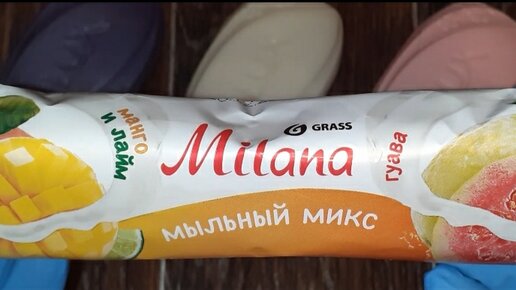 манго
и лайм
GRASS
Milana
гуава
мыльный микс